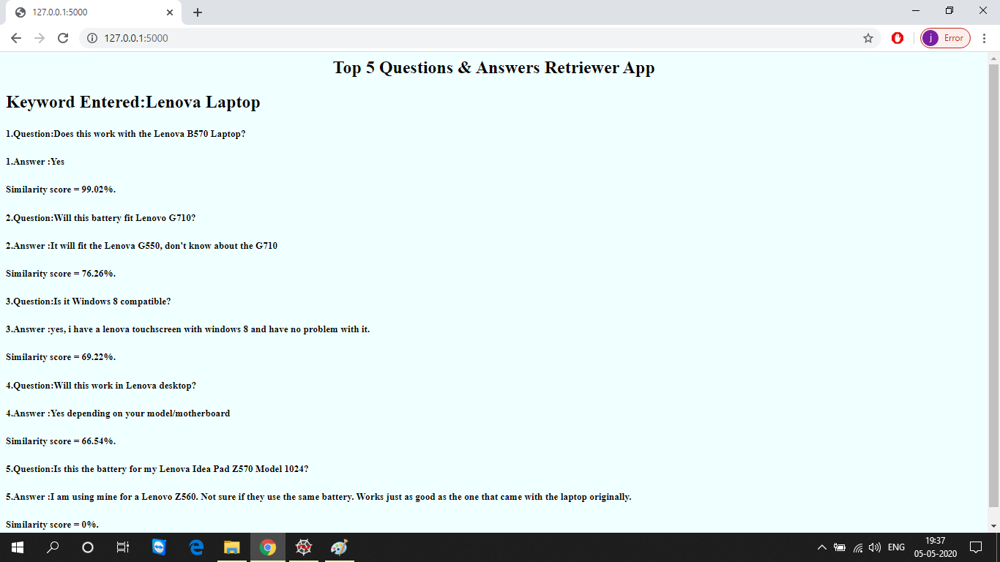 127.0.0.1:5000
127.0.0.1:5000
j Error
Top 5 Questions & Answers Retriewer App
Keyword Entered:Lenova Laptop
1.Question:Does this work with the Lenova B570 Laptop?
1.Answer :Yes
Similarity score = 99.02%.
2.Question:Will this battery fit Lenovo G710?
2.Answer :It will fit the Lenova G550, don't know about the G710
Similarity score = 76.26%.
3.Question:Is it Windows 8 compatible?
3.Answer :yes, i have a lenova touchscreen with windows 8 and have no problem with it.
Similarity score = 69.22%.
4.Question:Will this work in Lenova desktop?
4.Answer :Yes depending on your model/motherboard
Similarity score = 66.54%.
5.Question:Is this the battery for my Lenova Idea Pad Z570 Model 1024?
5.Answer :I am using mine for a Lenovo Z560. Not sure if they use the same battery. Works just as good as the one that came with the laptop originally.
Similarity score = 0%.
ENG
19:37
05-05-2020